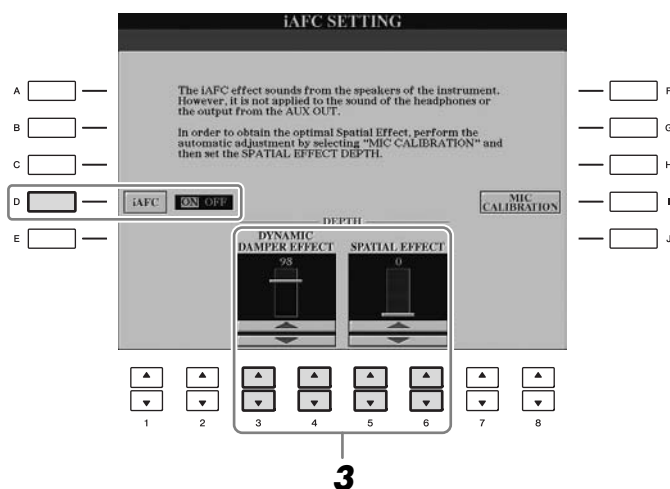 iAFC SETTING
The iAFC effect sounds from the speakers of the instrument.
However, it is not applied to the sound of the headphones or
the output from the AUX OUT.
In order to obtain the optimal Spatial Effect, perform the
automatic adjustment by selecting "MIC CALIBRATION" and
then set the SPATIAL EFFECT DEPTH.
A
B
C
D
E
F
G
H
I
J
iAFC ON OFF
MIC
CALIBRATION
DEPTH
DYNAMIC
DAMPER EFFECT
SPATIAL EFFECT
98
0
1 2 3 4 5 6 7 8
3